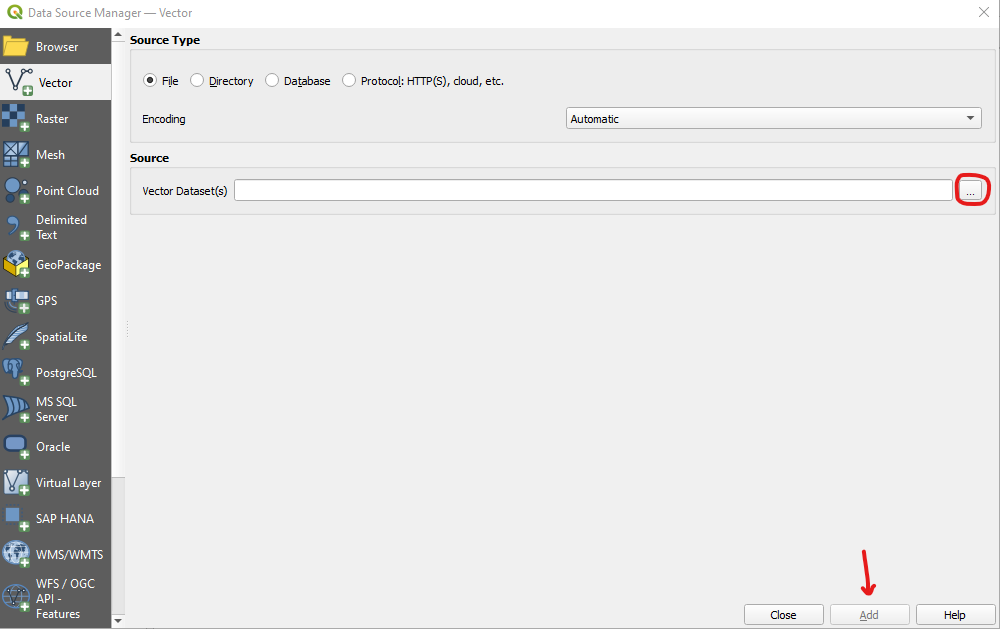 Data Source Manager — Vector
Browser
Vector
Raster
Mesh
Point Cloud
Delimited
Text
GeoPackage
GPS
SpatiaLite
PostgreSQL
MS SQL
Server
Oracle
Virtual Layer
SAP HANA
WMS/WMTS
WFS / OGC
API -
Features
Source Type
File Directory Database Protocol: HTTP(S), cloud, etc.
Encoding Automatic
Source
Vector Dataset(s) ...
Close Add Help